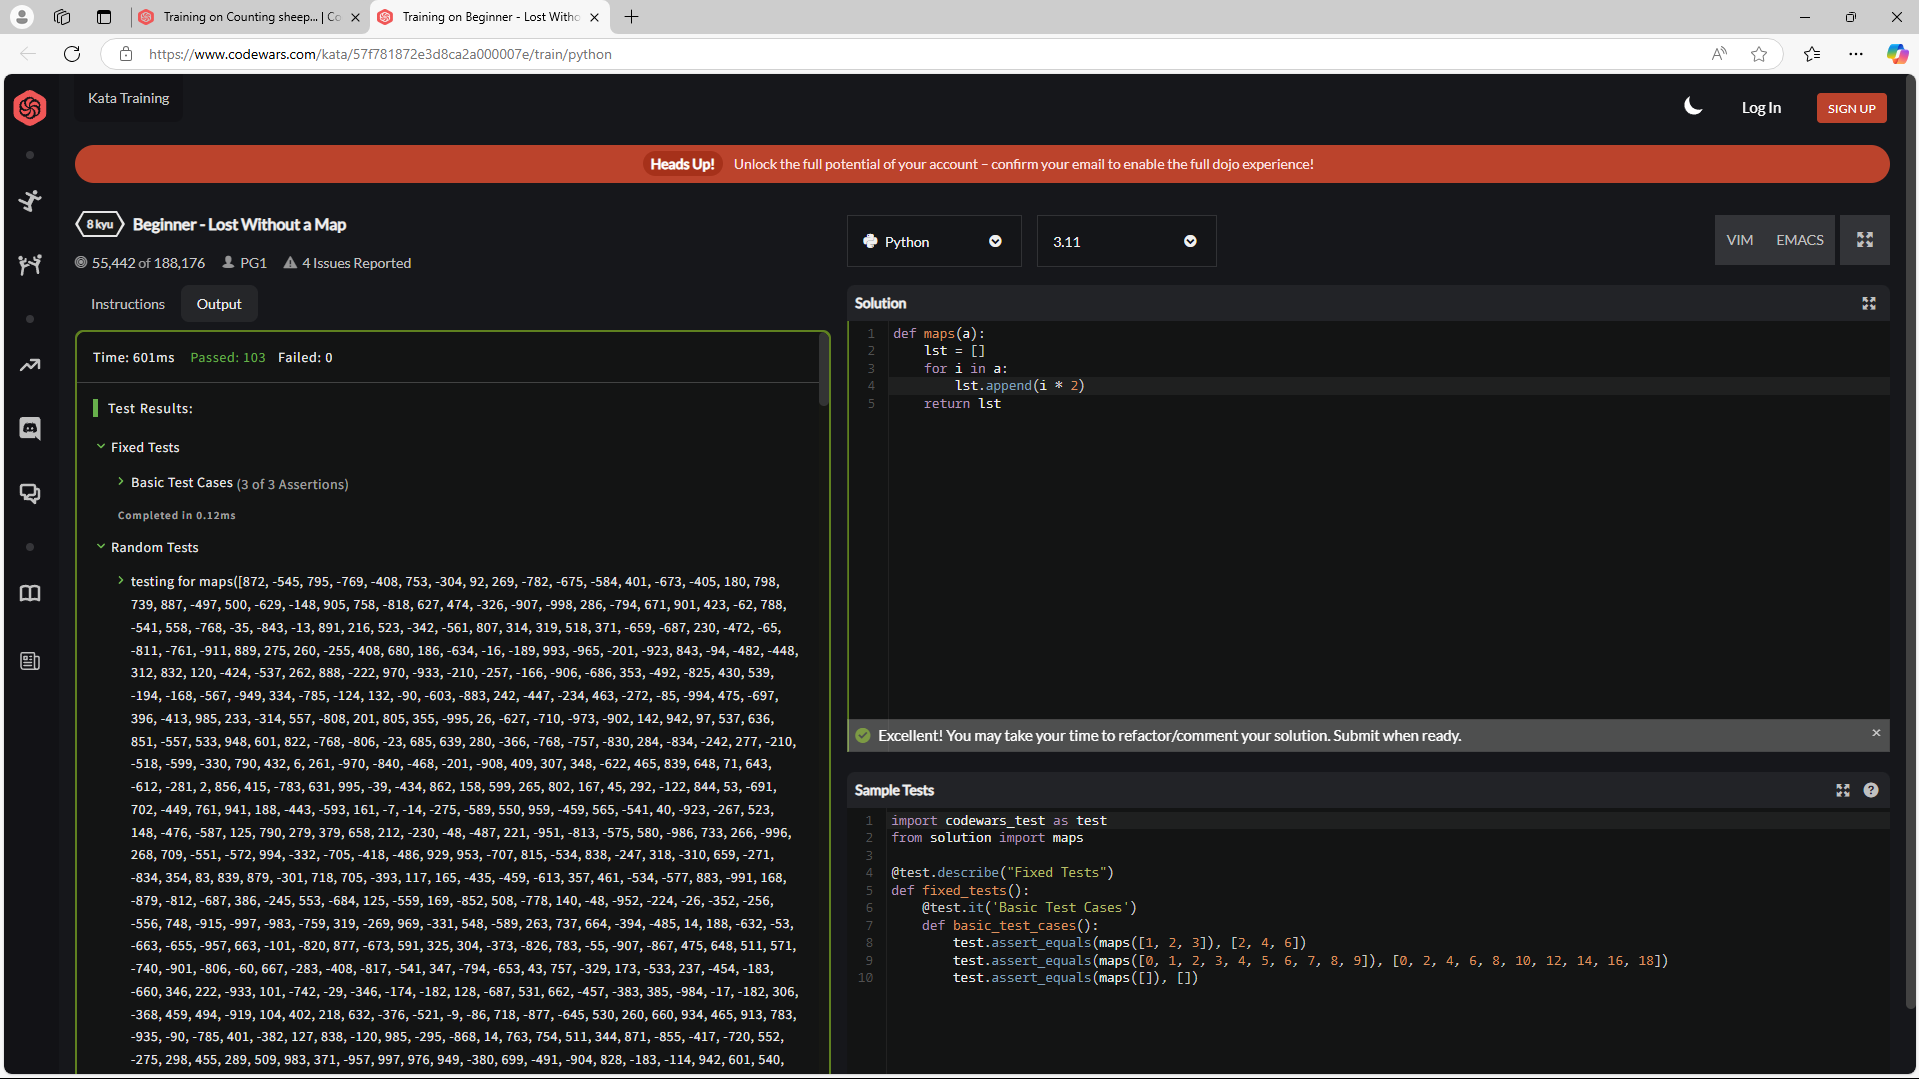 Training on Counting sheep... | Co
Training on Beginner - Lost Witho
https://www.codewars.com/kata/57f781872e3d8ca2a000007e/train/python
Kata Training
Log In
SIGN UP
Heads Up! Unlock the full potential of your account – confirm your email to enable the full dojo experience!
8 kyu Beginner - Lost Without a Map
55,442 of 188,176 PG1 4 Issues Reported
Python
3.11
VIM EMACS
Instructions Output
Time: 601ms Passed: 103 Failed: 0
Test Results:
Fixed Tests
Basic Test Cases (3 of 3 Assertions)
Completed in 0.12ms
Random Tests
testing for maps([872, -545, 795, -769, -408, 753, -304, 92, 269, -782, -675, -584, 401, -673, -405, 180, 798,
739, 887, -497, 500, -629, -148, 905, 758, -818, 627, 474, -326, -907, -998, 286, -794, 671, 901, 423, -62, 788,
-541, 558, -768, -35, -843, -13, 891, 216, 523, -342, -561, 807, 314, 319, 518, 371, -659, -687, 230, -472, -65,
-811, -761, -911, 889, 275, 260, -255, 408, 680, 186, -634, -16, -189, 993, -965, -201, -923, 843, -94, -482, -448,
312, 832, 120, -424, -537, 262, 888, -222, 970, -933, -210, -257, -166, -906, -686, 353, -492, -825, 430, 539,
-194, -168, -567, -949, 334, -785, -124, 132, -90, -603, -883, 242, -447, -234, 463, -272, -85, -994, 475, -697,
396, -413, 985, 233, -314, 557, -808, 201, 805, 355, -995, 26, -627, -710, -973, -902, 142, 942, 97, 537, 636,
851, -557, 533, 948, 601, 822, -768, -806, -23, 685, 639, 280, -366, -768, -757, -830, 284, -834, -242, 277, -210,
-518, -599, -330, 790, 432, 6, 261, -970, -840, -468, -201, -908, 409, 307, 348, -622, 465, 839, 648, 71, 643,
-612, -281, 2, 856, 415, -783, 631, 995, -39, -434, 862, 158, 599, 265, 802, 167, 45, 292, -122, 844, 53, -691,
702, -449, 761, 941, 188, -443, -593, 161, -7, -14, -275, -589, 550, 959, -459, 565, -541, 40, -923, -267, 523,
148, -476, -587, 125, 790, 279, 379, 658, 212, -230, -48, -487, 221, -951, -813, -575, 580, -986, 733, 266, -996,
268, 709, -551, -572, 994, -332, -705, -418, -486, 929, 953, -707, 815, -534, 838, -247, 318, -310, 659, -271,
-834, 354, 83, 839, 879, -301, 718, 705, -393, 117, 165, -435, -459, -613, 357, 461, -534, -577, 883, -991, 168,
-879, -812, -687, 386, -245, 553, -684, 125, -559, 169, -852, 508, -778, 140, -48, -952, -224, -26, -352, -256,
-556, 748, -915, -997, -983, -759, 319, -269, 969, -331, 548, -589, 263, 737, 664, -394, -485, 14, 188, -632, -53,
-663, -655, -957, 663, -101, -820, 877, -673, 591, 325, 304, -373, -826, 783, -55, -907, -867, 475, 648, 511, 571,
-740, -901, -806, -60, 667, -283, -408, -817, -541, 347, -794, -653, 43, 757, -329, 173, -533, 237, -454, -183,
-660, 346, 222, -933, 101, -742, -29, -346, -174, -182, 128, -687, 531, 662, -457, -383, 385, -984, -17, -182, 306,
-368, 459, 494, -919, 104, 402, 218, 632, -376, -521, -9, -86, 718, -877, -645, 530, 260, 660, 934, 465, 913, 783,
-935, -90, -785, 401, -382, 127, 838, -120, 985, -295, -868, 14, 763, 754, 511, 344, 871, -855, -417, -720, 552,
-275, 298, 455, 289, 509, 983, 371, -957, 997, 976, 949, -380, 699, -491, -904, 828, -183, -114, 942, 601, 540,
Solution
1 def maps(a):
2 lst = []
3 for i in a:
4 lst.append(i * 2)
5 return lst
Excellent! You may take your time to refactor/comment your solution. Submit when ready.
Sample Tests
1 import codewars_test as test
2 from solution import maps
3
4 @test.describe("Fixed Tests")
5 def fixed_tests():
6 @test.it('Basic Test Cases')
7 def basic_test_cases():
8 test.assert_equals(maps([1, 2, 3]), [2, 4, 6])
9 test.assert_equals(maps([0, 1, 2, 3, 4, 5, 6, 7, 8, 9]), [0, 2, 4, 6, 8, 10, 12, 14, 16, 18])
10 test.assert_equals(maps([]), [])